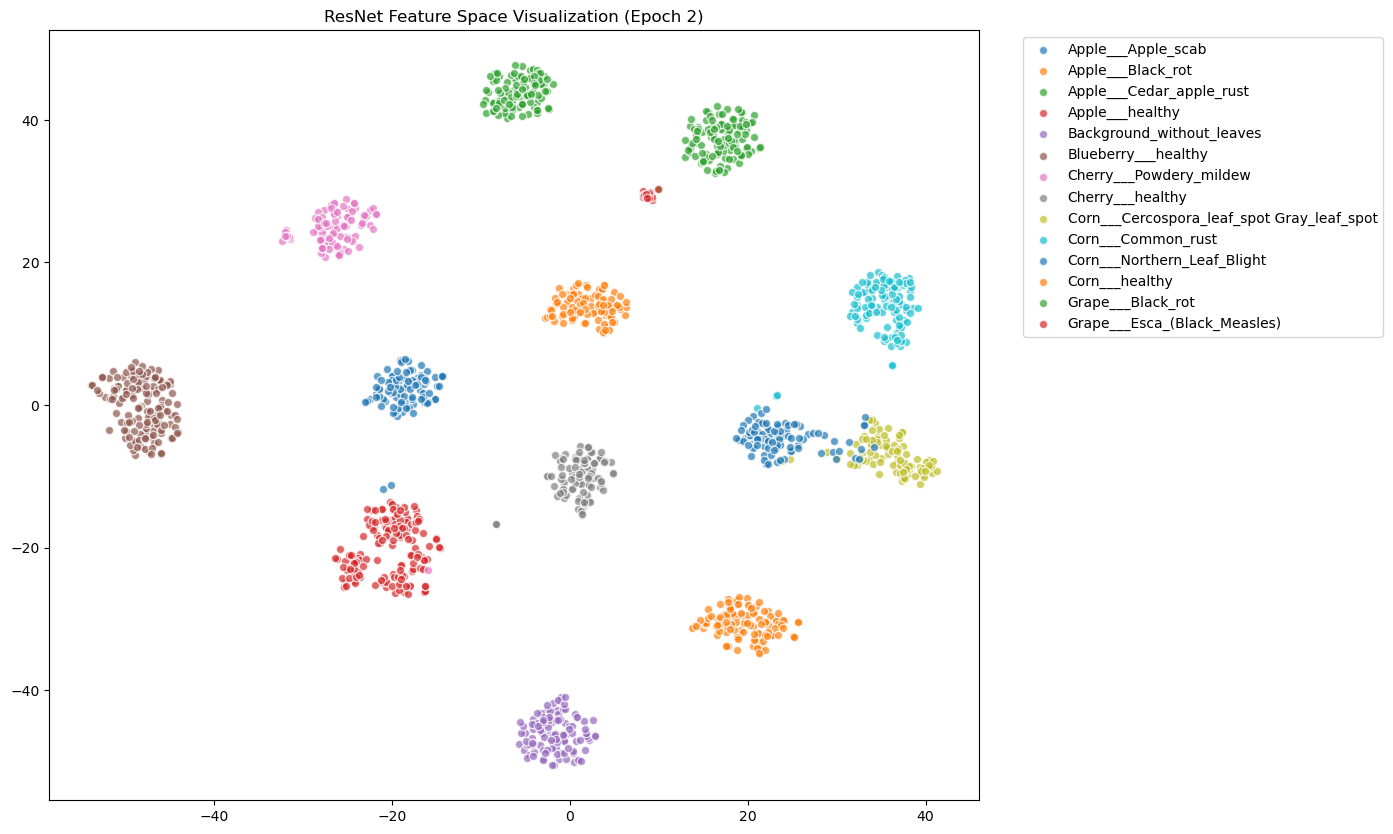 ResNet Feature Space Visualization (Epoch 2)
Apple___Apple_scab
Apple___Black_rot
Apple___Cedar_apple_rust
Apple___healthy
Background_without_leaves
Blueberry___healthy
Cherry___Powdery_mildew
Cherry___healthy
Corn___Cercospora_leaf_spot Gray_leaf_spot
Corn___Common_rust
Corn___Northern_Leaf_Blight
Corn___healthy
Grape___Black_rot
Grape___Esca_(Black_Measles)
40
20
0
−20
−40
−40 −20 0 20 40